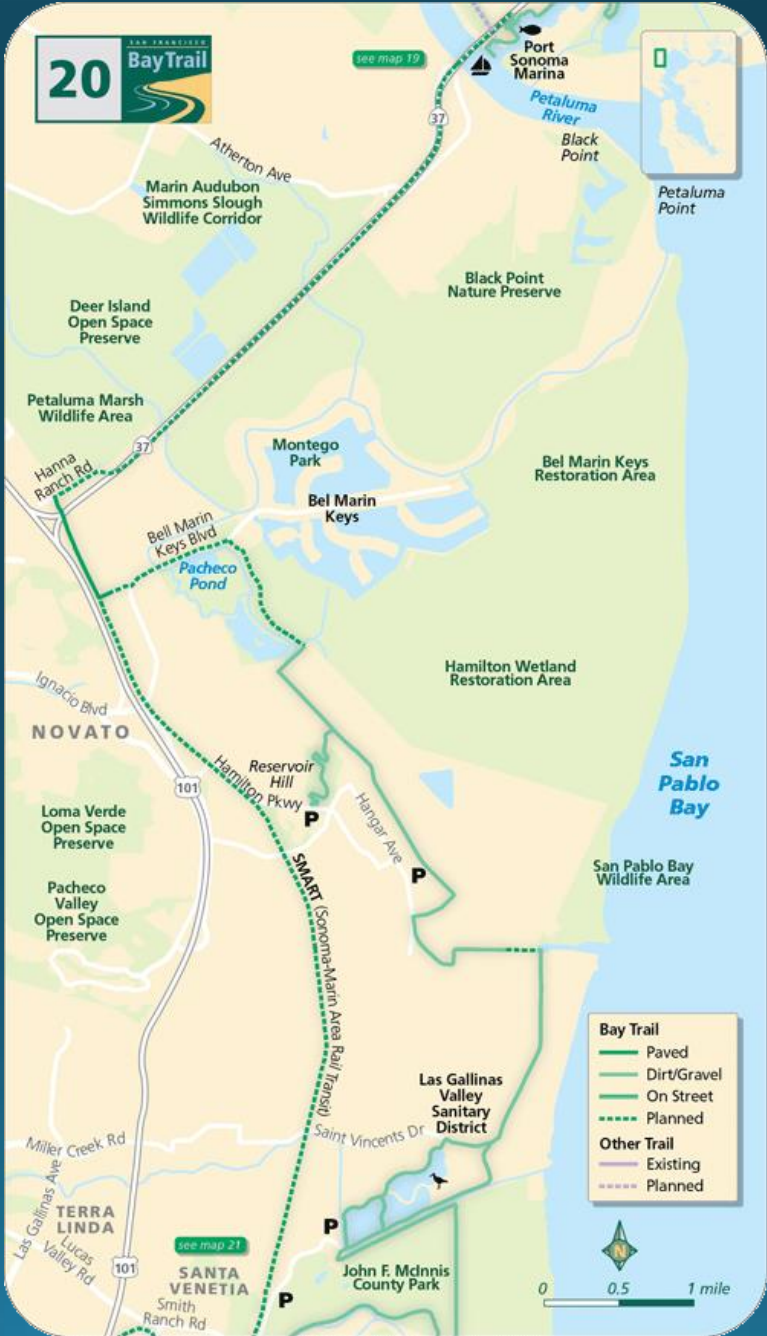 20
SAN FRANCISCO
BayTrail
see map 19
Port
Sonoma
Marina
37
Petaluma
River
Black
Point
Petaluma
Point
Atherton Ave
Marin Audubon
Simmons Slough
Wildlife Corridor
Black Point
Nature Preserve
Deer Island
Open Space
Preserve
Petaluma Marsh
Wildlife Area
37
Hanna
Ranch Rd
Montego
Park
Bel Marin
Keys
Bel Marin Keys
Restoration Area
Bell Marin
Keys Blvd
Pacheco
Pond
Hamilton Wetland
Restoration Area
Ignacio Blvd
NOVATO
101
Reservoir
Hill
Hamilton Pkwy
P
Hangar Ave
P
San
Pablo
Bay
Loma Verde
Open Space
Preserve
Pacheco
Valley
Open Space
Preserve
San Pablo Bay
Wildlife Area
SMART (Sonoma-Marin Area Rail Transit)
Bay Trail
Paved
Dirt/Gravel
On Street
Planned
Other Trail
Existing
Planned
Las Gallinas
Valley
Sanitary
District
Saint Vincents Dr
Miller Creek Rd
Las Gallinas Ave
TERRA
LINDA
Lucas
Valley Rd
101
see map 21
SANTA
VENETIA
Smith
Ranch Rd
P
P
John F. McInnis
County Park
N
0 0.5 1 mile